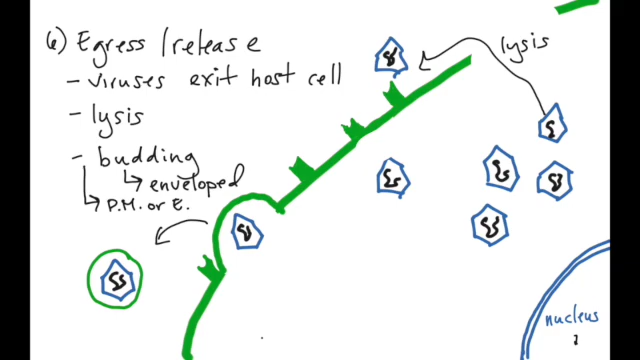 6) Egress/release
- viruses exit host cell
- lysis
- budding
↳ enveloped
↳ P.M. or E.
lysis
nucleus